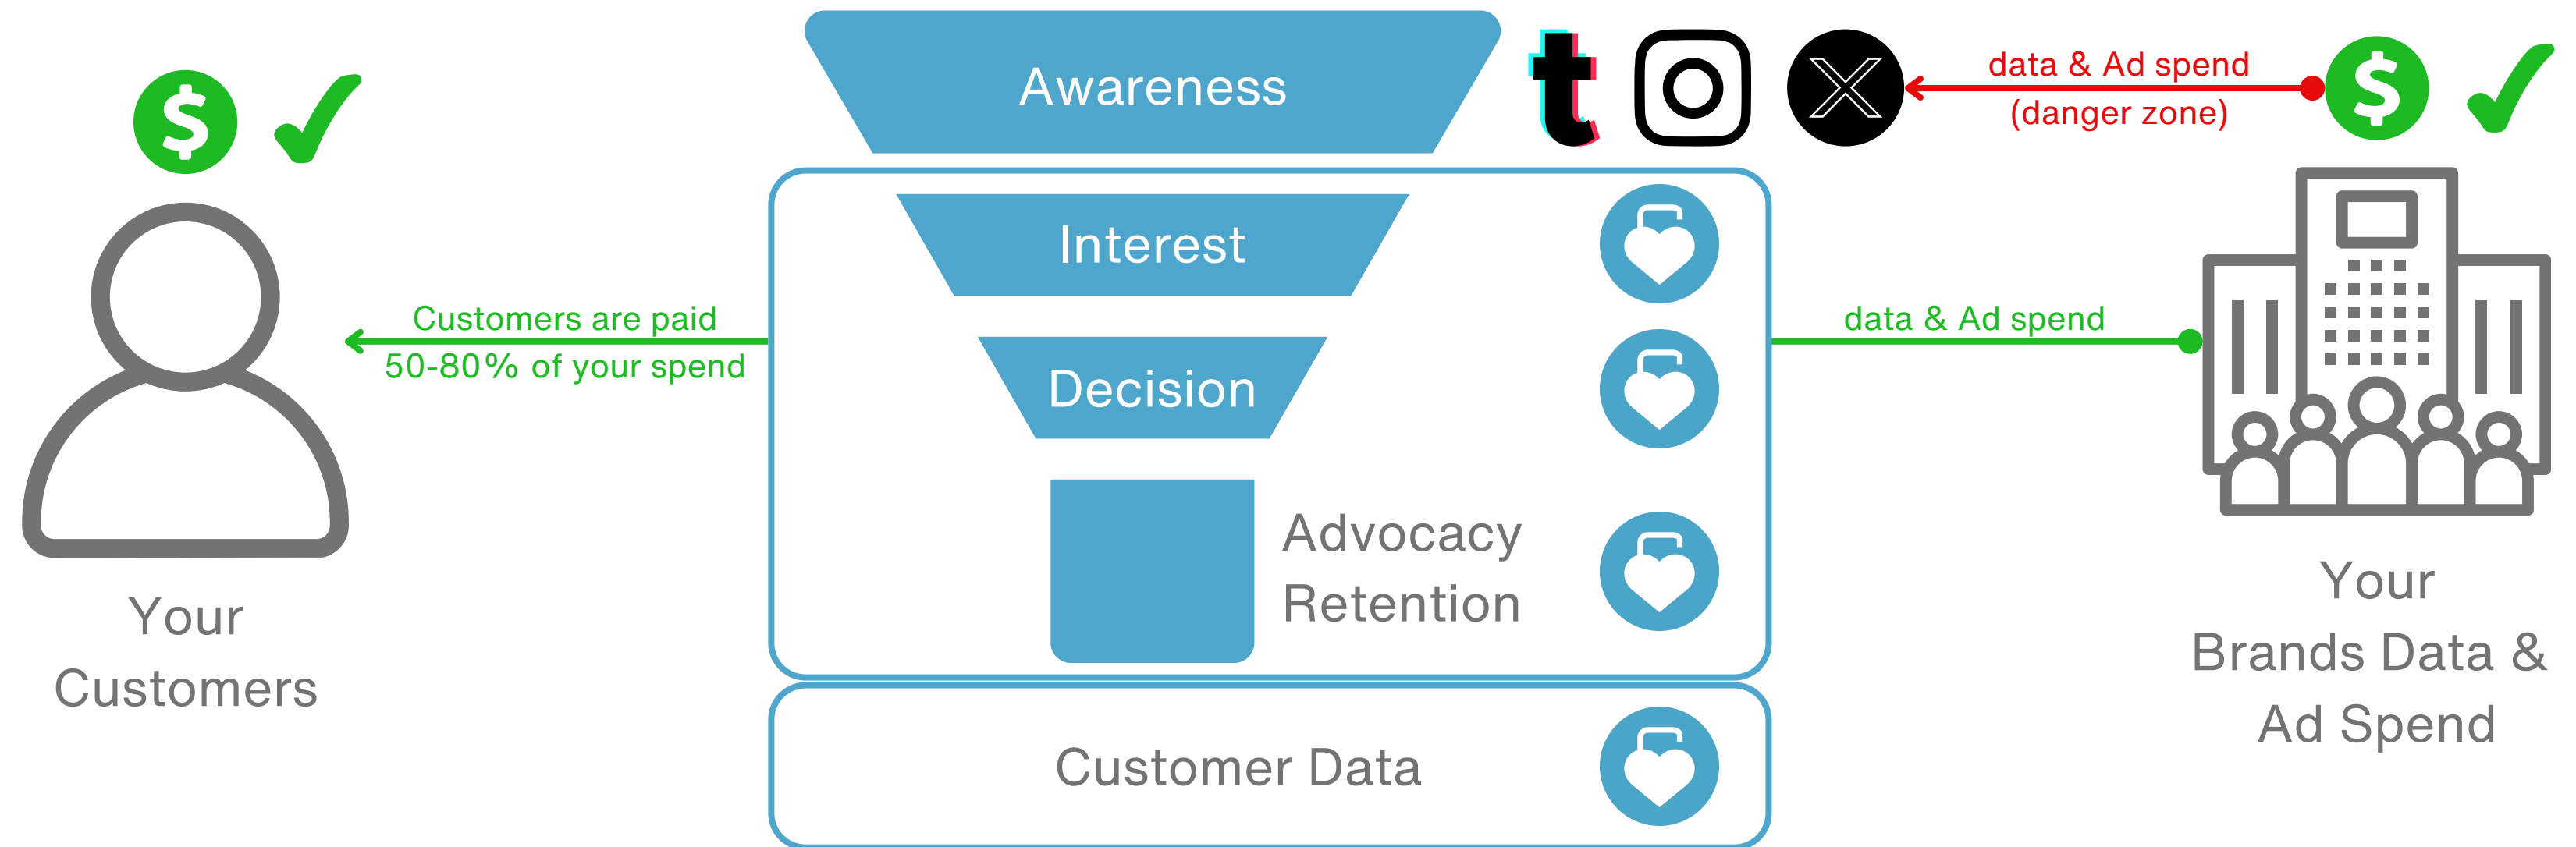 Awareness
data & Ad spend
(danger zone)
Interest
Customers are paid
50-80% of your spend
data & Ad spend
Decision
Advocacy
Retention
Your
Customers
Your
Brands Data &
Ad Spend
Customer Data